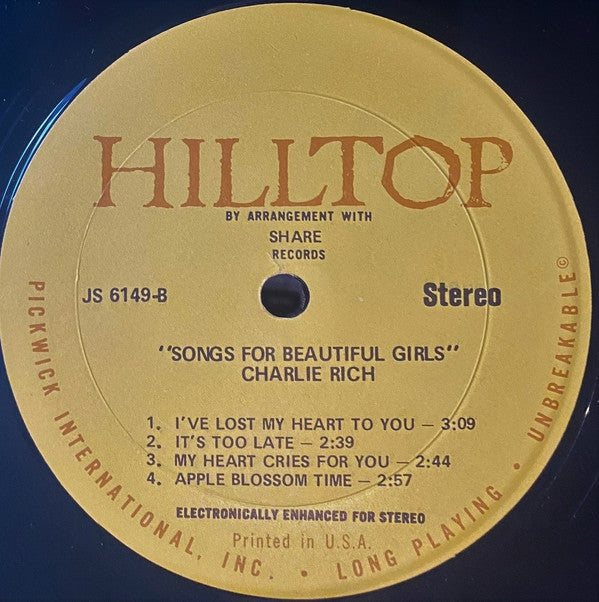 HILLTOP
BY ARRANGEMENT WITH
SHARE
RECORDS
JS 6149-B
Stereo
"SONGS FOR BEAUTIFUL GIRLS"
CHARLIE RICH
1. I'VE LOST MY HEART TO YOU — 3:09
2. IT'S TOO LATE — 2:39
3. MY HEART CRIES FOR YOU — 2:44
4. APPLE BLOSSOM TIME — 2:57
ELECTRONICALLY ENHANCED FOR STEREO
Printed in U.S.A.
PICKWICK INTERNATIONAL, INC. • LONG PLAYING • UNBREAKABLE©